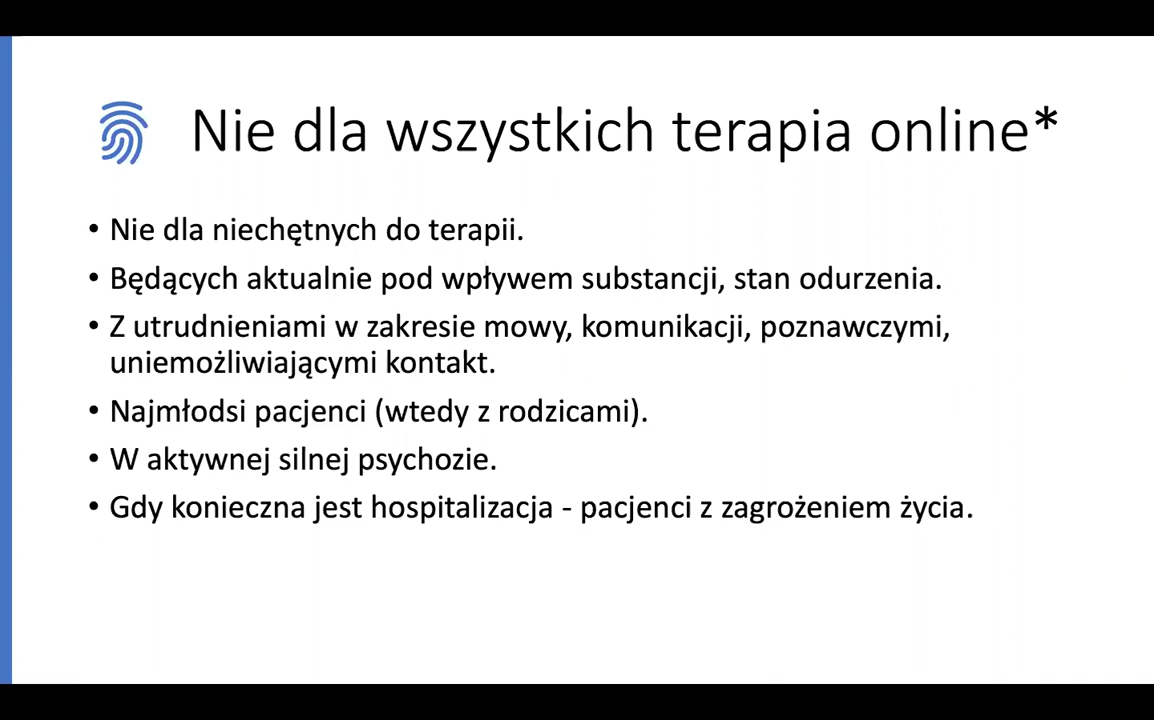 Nie dla wszystkich terapia online*
• Nie dla niechętnych do terapii.
• Będących aktualnie pod wpływem substancji, stan odurzenia.
• Z utrudnieniami w zakresie mowy, komunikacji, poznawczymi,
uniemożliwiającymi kontakt.
• Najmłodsi pacjenci (wtedy z rodzicami).
• W aktywnej silnej psychozie.
• Gdy konieczna jest hospitalizacja - pacjenci z zagrożeniem życia.